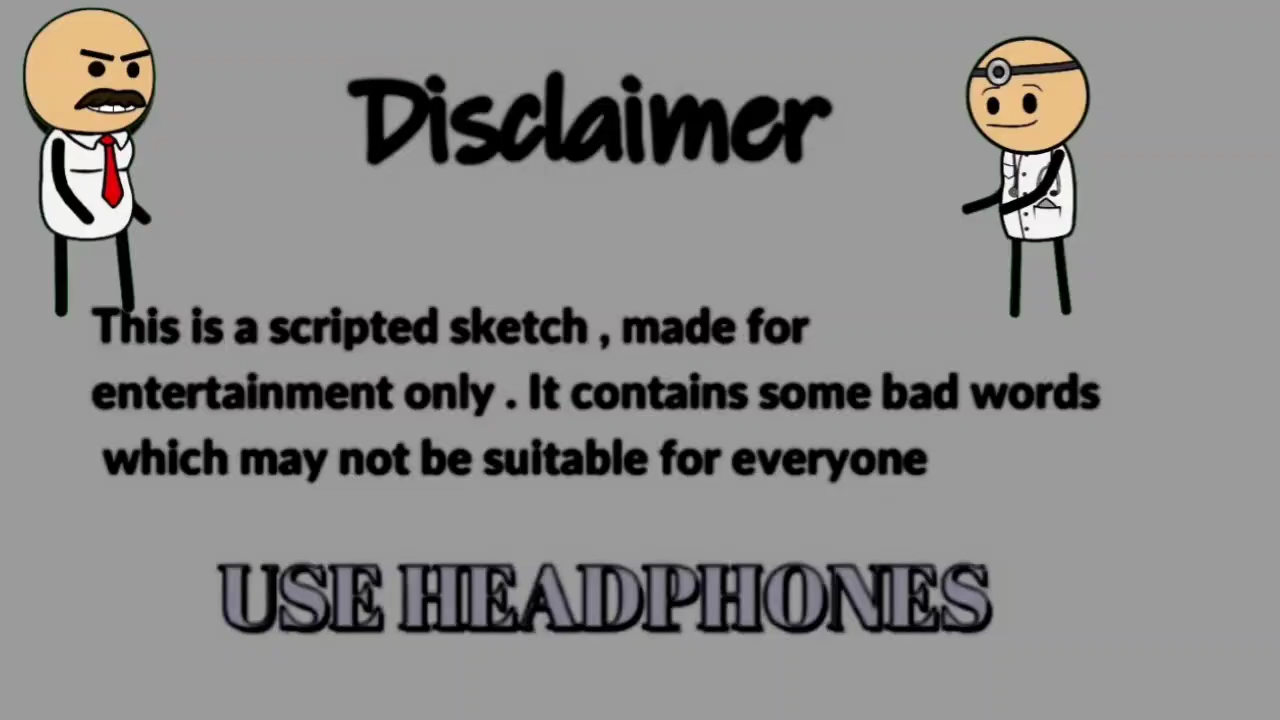 Disclaimer
This is a scripted sketch , made for
entertainment only . It contains some bad words
which may not be suitable for everyone
USE HEADPHONES